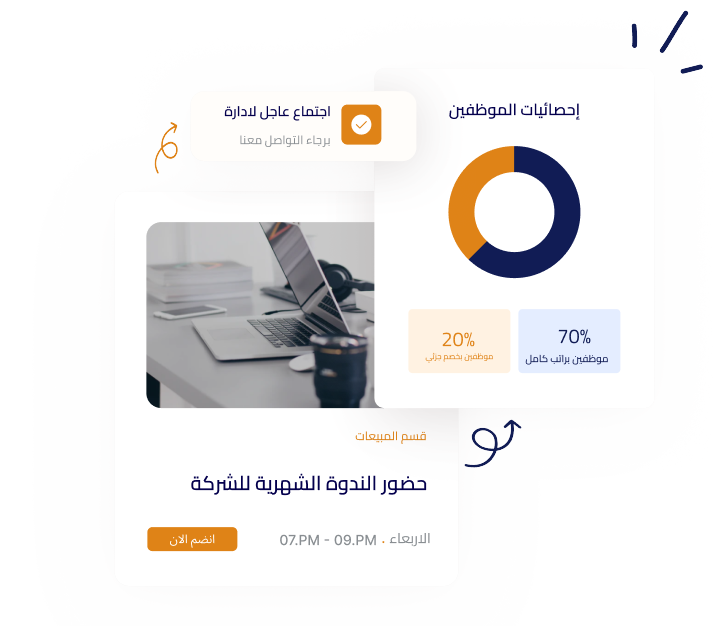 اجتماع عاجل لادارة
برجاء التواصل معنا
إحصائيات الموظفين
70%
موظفين براتب كامل
20%
موظفين بخصم جزئي
قسم المبيعات
حضور الندوة الشهرية للشركة
الاربعاء · 07.PM - 09.PM
انضم الان